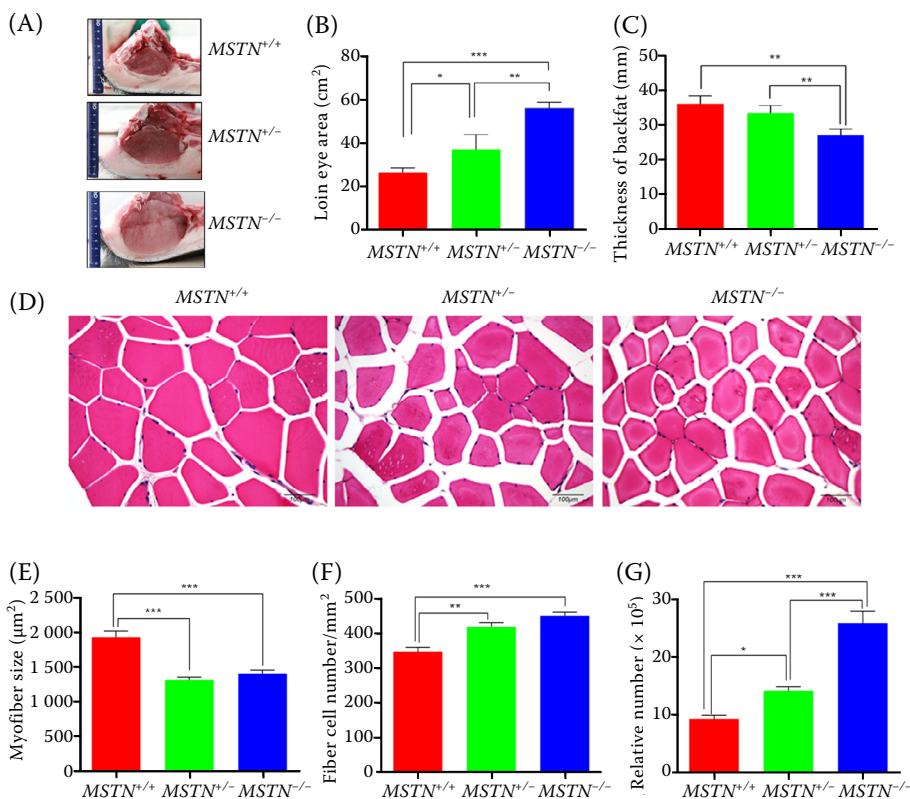 (A)
MSTN+/+
MSTN+/−
MSTN−/−
(B)
Loin eye area (cm²)
80
60
40
20
0
***
*
**
MSTN+/+ MSTN+/− MSTN−/−
(C)
Thickness of backfat (mm)
50
40
30
20
10
0
**
**
MSTN+/+ MSTN+/− MSTN−/−
(D)
MSTN+/+ MSTN+/− MSTN−/−
100μm 100μm 100μm
(E)
Myofiber size (μm²)
2 500
2 000
1 500
1 000
500
0
***
***
MSTN+/+ MSTN+/− MSTN−/−
(F)
Fiber cell number/mm²
500
400
300
200
100
0
***
**
MSTN+/+ MSTN+/− MSTN−/−
(G)
Relative number (× 10⁵)
30
20
10
0
***
***
*
MSTN+/+ MSTN+/− MSTN−/−